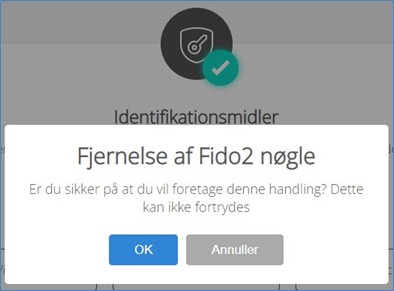 Identifikationsmidler
Fjernelse af Fido2 nøgle
Er du sikker på at du vil foretage denne handling? Dette
kan ikke fortrydes
OK
Annuller